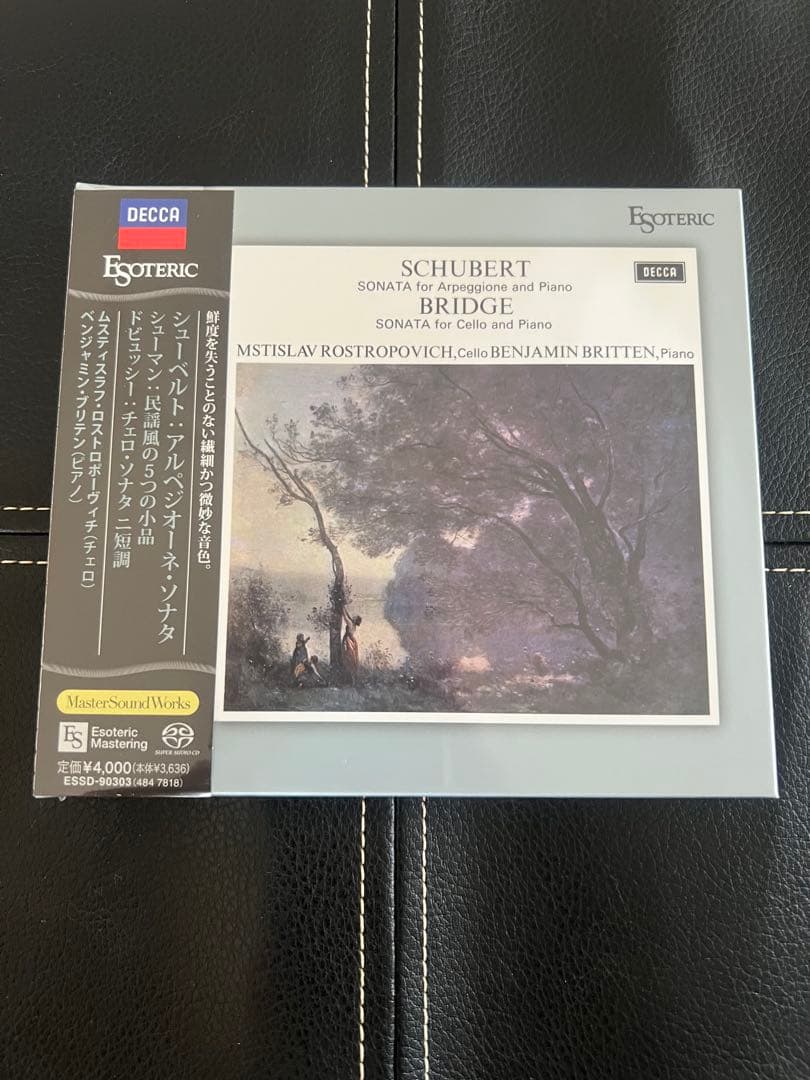 DECCA
ESOTERIC
鮮度を失うことのない繊細かつ微妙な音色。
シューベルト：アルペジオーネ・ソナタ
シューマン：民謡風の5つの小品
ドビュッシー：チェロ・ソナタ ニ短調
ムスティスラフ・ロストロポーヴィチ（チェロ）
ベンジャミン・ブリテン（ピアノ）
MasterSoundWorks
ES
Esoteric
Mastering
SUPER AUDIO CD
定価¥4,000(本体¥3,636)
ESSD-90303(484 7818)
ESOTERIC
SCHUBERT
SONATA for Arpeggione and Piano
BRIDGE
SONATA for Cello and Piano
DECCA
MSTISLAV ROSTROPOVICH, Cello BENJAMIN BRITTEN, Piano